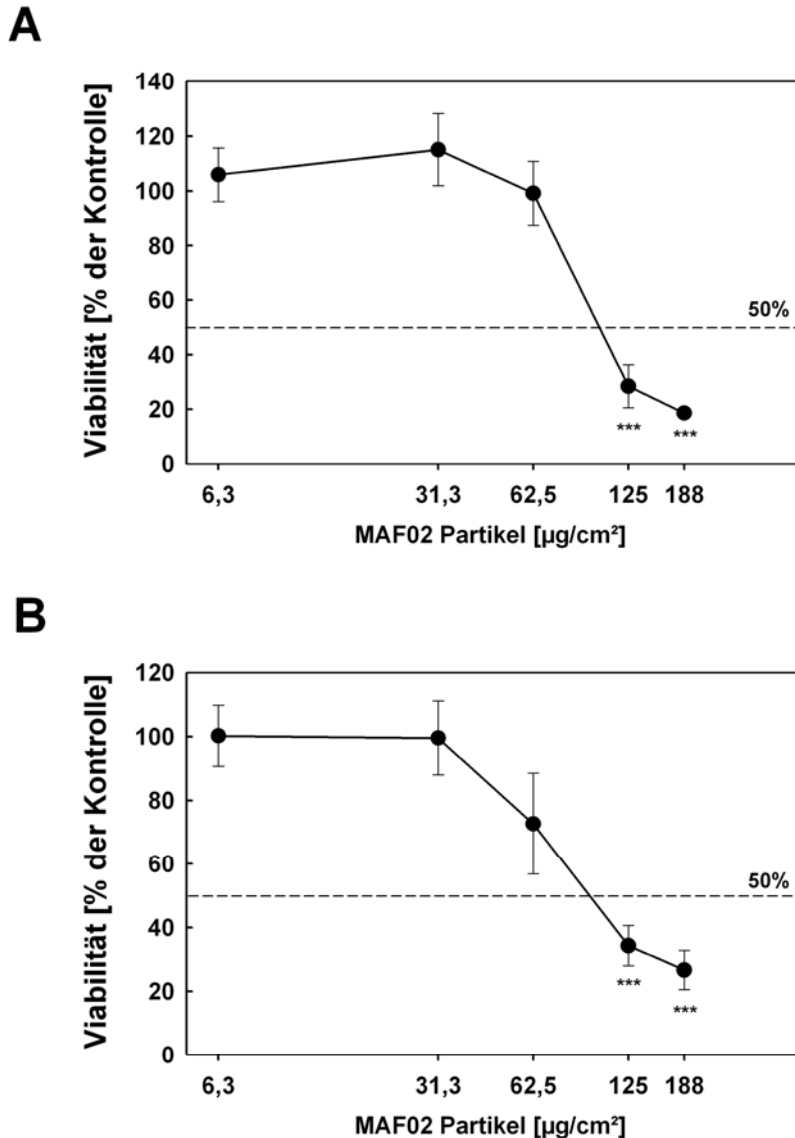 A
Viabilität [% der Kontrolle]
140
120
100
80
60
40
20
0
50%
***
***
6,3 31,3 62,5 125 188
MAF02 Partikel [µg/cm²]
B
Viabilität [% der Kontrolle]
120
100
80
60
40
20
0
50%
***
***
6,3 31,3 62,5 125 188
MAF02 Partikel [µg/cm²]